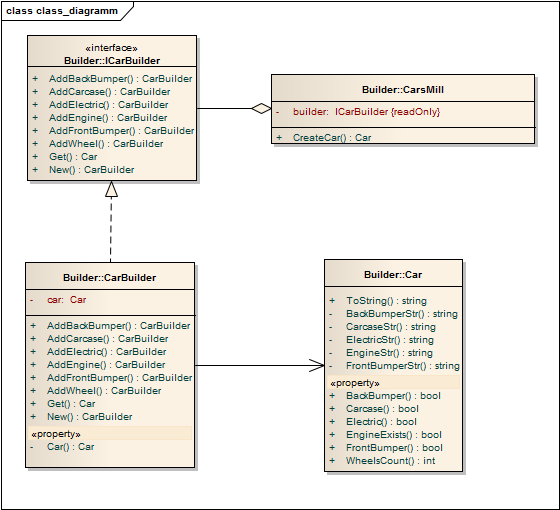 class class_diagramm
«interface»
Builder::ICarBuilder
+ AddBackBumper() : CarBuilder
+ AddCarcase() : CarBuilder
+ AddElectric() : CarBuilder
+ AddEngine() : CarBuilder
+ AddFrontBumper() : CarBuilder
+ AddWheel() : CarBuilder
+ Get() : Car
+ New() : CarBuilder
Builder::CarsMill
- builder: ICarBuilder {readOnly}
+ CreateCar() : Car
Builder::CarBuilder
- car: Car
+ AddBackBumper() : CarBuilder
+ AddCarcase() : CarBuilder
+ AddElectric() : CarBuilder
+ AddEngine() : CarBuilder
+ AddFrontBumper() : CarBuilder
+ AddWheel() : CarBuilder
+ Get() : Car
+ New() : CarBuilder
«property»
- Car() : Car
Builder::Car
+ ToString() : string
- BackBumperStr() : string
- CarcaseStr() : string
- ElectricStr() : string
- EngineStr() : string
- FrontBumperStr() : string
«property»
+ BackBumper() : bool
+ Carcase() : bool
+ Electric() : bool
+ EngineExists() : bool
+ FrontBumper() : bool
+ WheelsCount() : int